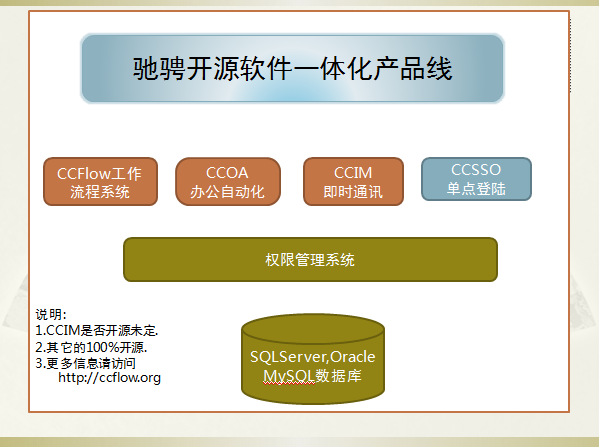 驰骋开源软件一体化产品线
CCFlow工作
流程系统
CCOA
办公自动化
CCIM
即时通讯
CCSSO
单点登陆
权限管理系统
说明:
1.CCIM是否开源未定.
2.其它的100%开源.
3.更多信息请访问
http://ccflow.org
SQLServer,Oracle
MySQL数据库